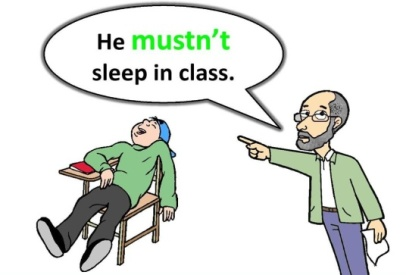 He mustn’t
sleep in class.